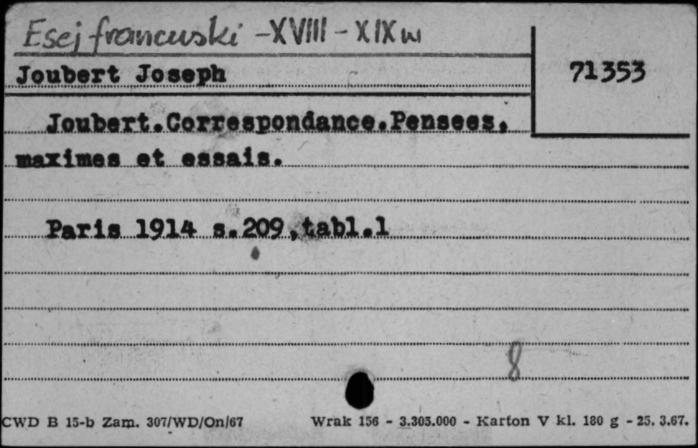 Esej francuski - XVIII - XIX w
Joubert Joseph
71353
Joubert.Correspondance.Pensees,
maximes et essais.
Paris 1914 s.209,tabl.1
8
CWD B 15-b Zam. 307/WD/On/67 Wrak 156 - 3.305.000 - Karton V kl. 180 g - 25. 3.67.